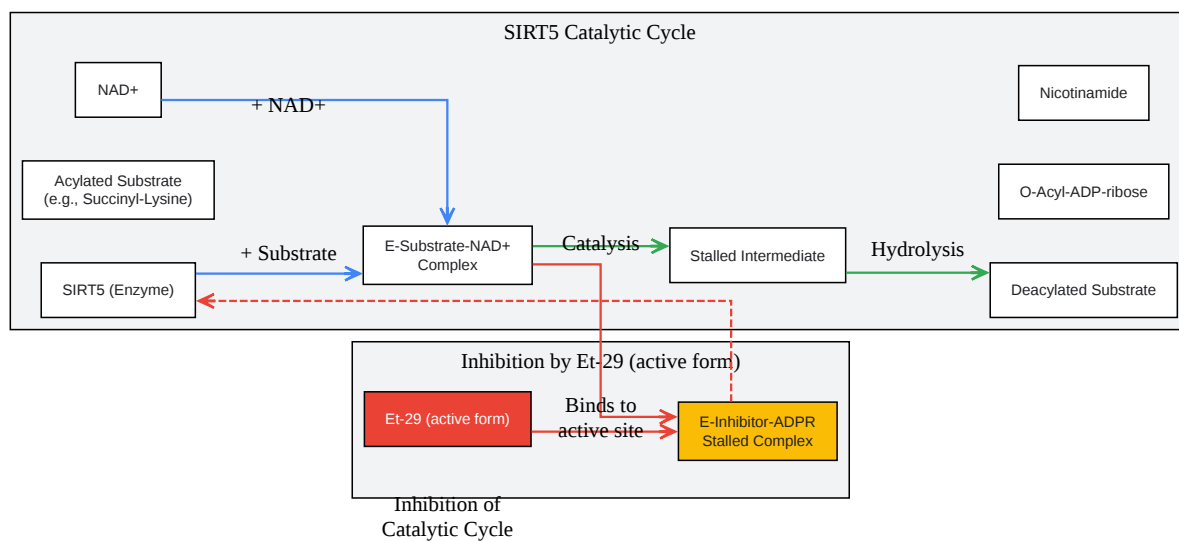 SIRT5 Catalytic Cycle
NAD+
+ NAD+
Nicotinamide
Acylated Substrate
(e.g., Succinyl-Lysine)
O-Acyl-ADP-ribose
+ Substrate
E-Substrate-NAD+
Complex
Catalysis
Stalled Intermediate
Hydrolysis
SIRT5 (Enzyme)
Deacylated Substrate
Inhibition by Et-29 (active form)
Et-29 (active form)
Binds to
active site
E-Inhibitor-ADPR
Stalled Complex
Inhibition of
Catalytic Cycle